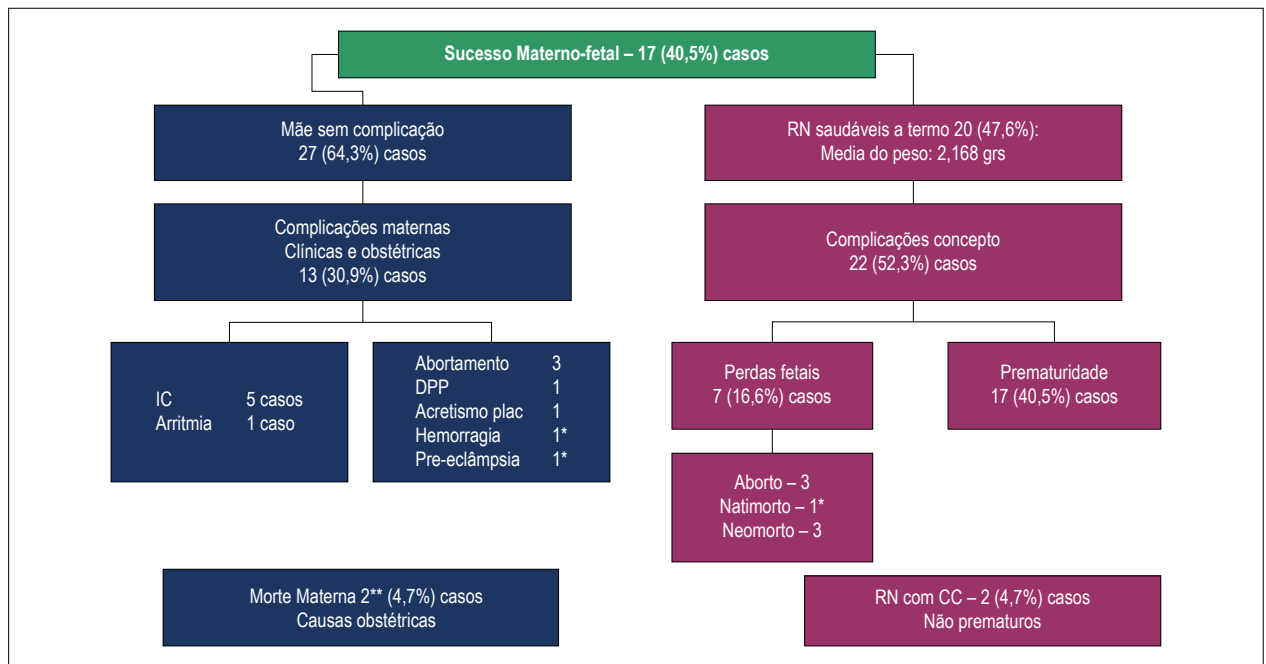 Sucesso Materno-fetal – 17 (40,5%) casos
Mãe sem complicação
27 (64,3%) casos
RN saudáveis a termo 20 (47,6%):
Media do peso: 2,168 grs
Complicações maternas
Clínicas e obstétricas
13 (30,9%) casos
Complicações concepto
22 (52,3%) casos
IC 5 casos
Arritmia 1 caso
Abortamento 3
DPP 1
Acretismo plac 1
Hemorragia 1*
Pre-eclâmpsia 1*
Perdas fetais
7 (16,6%) casos
Prematuridade
17 (40,5%) casos
Aborto – 3
Natimorto – 1*
Neomorto – 3
Morte Materna 2** (4,7%) casos
Causas obstétricas
RN com CC – 2 (4,7%) casos
Não prematuros